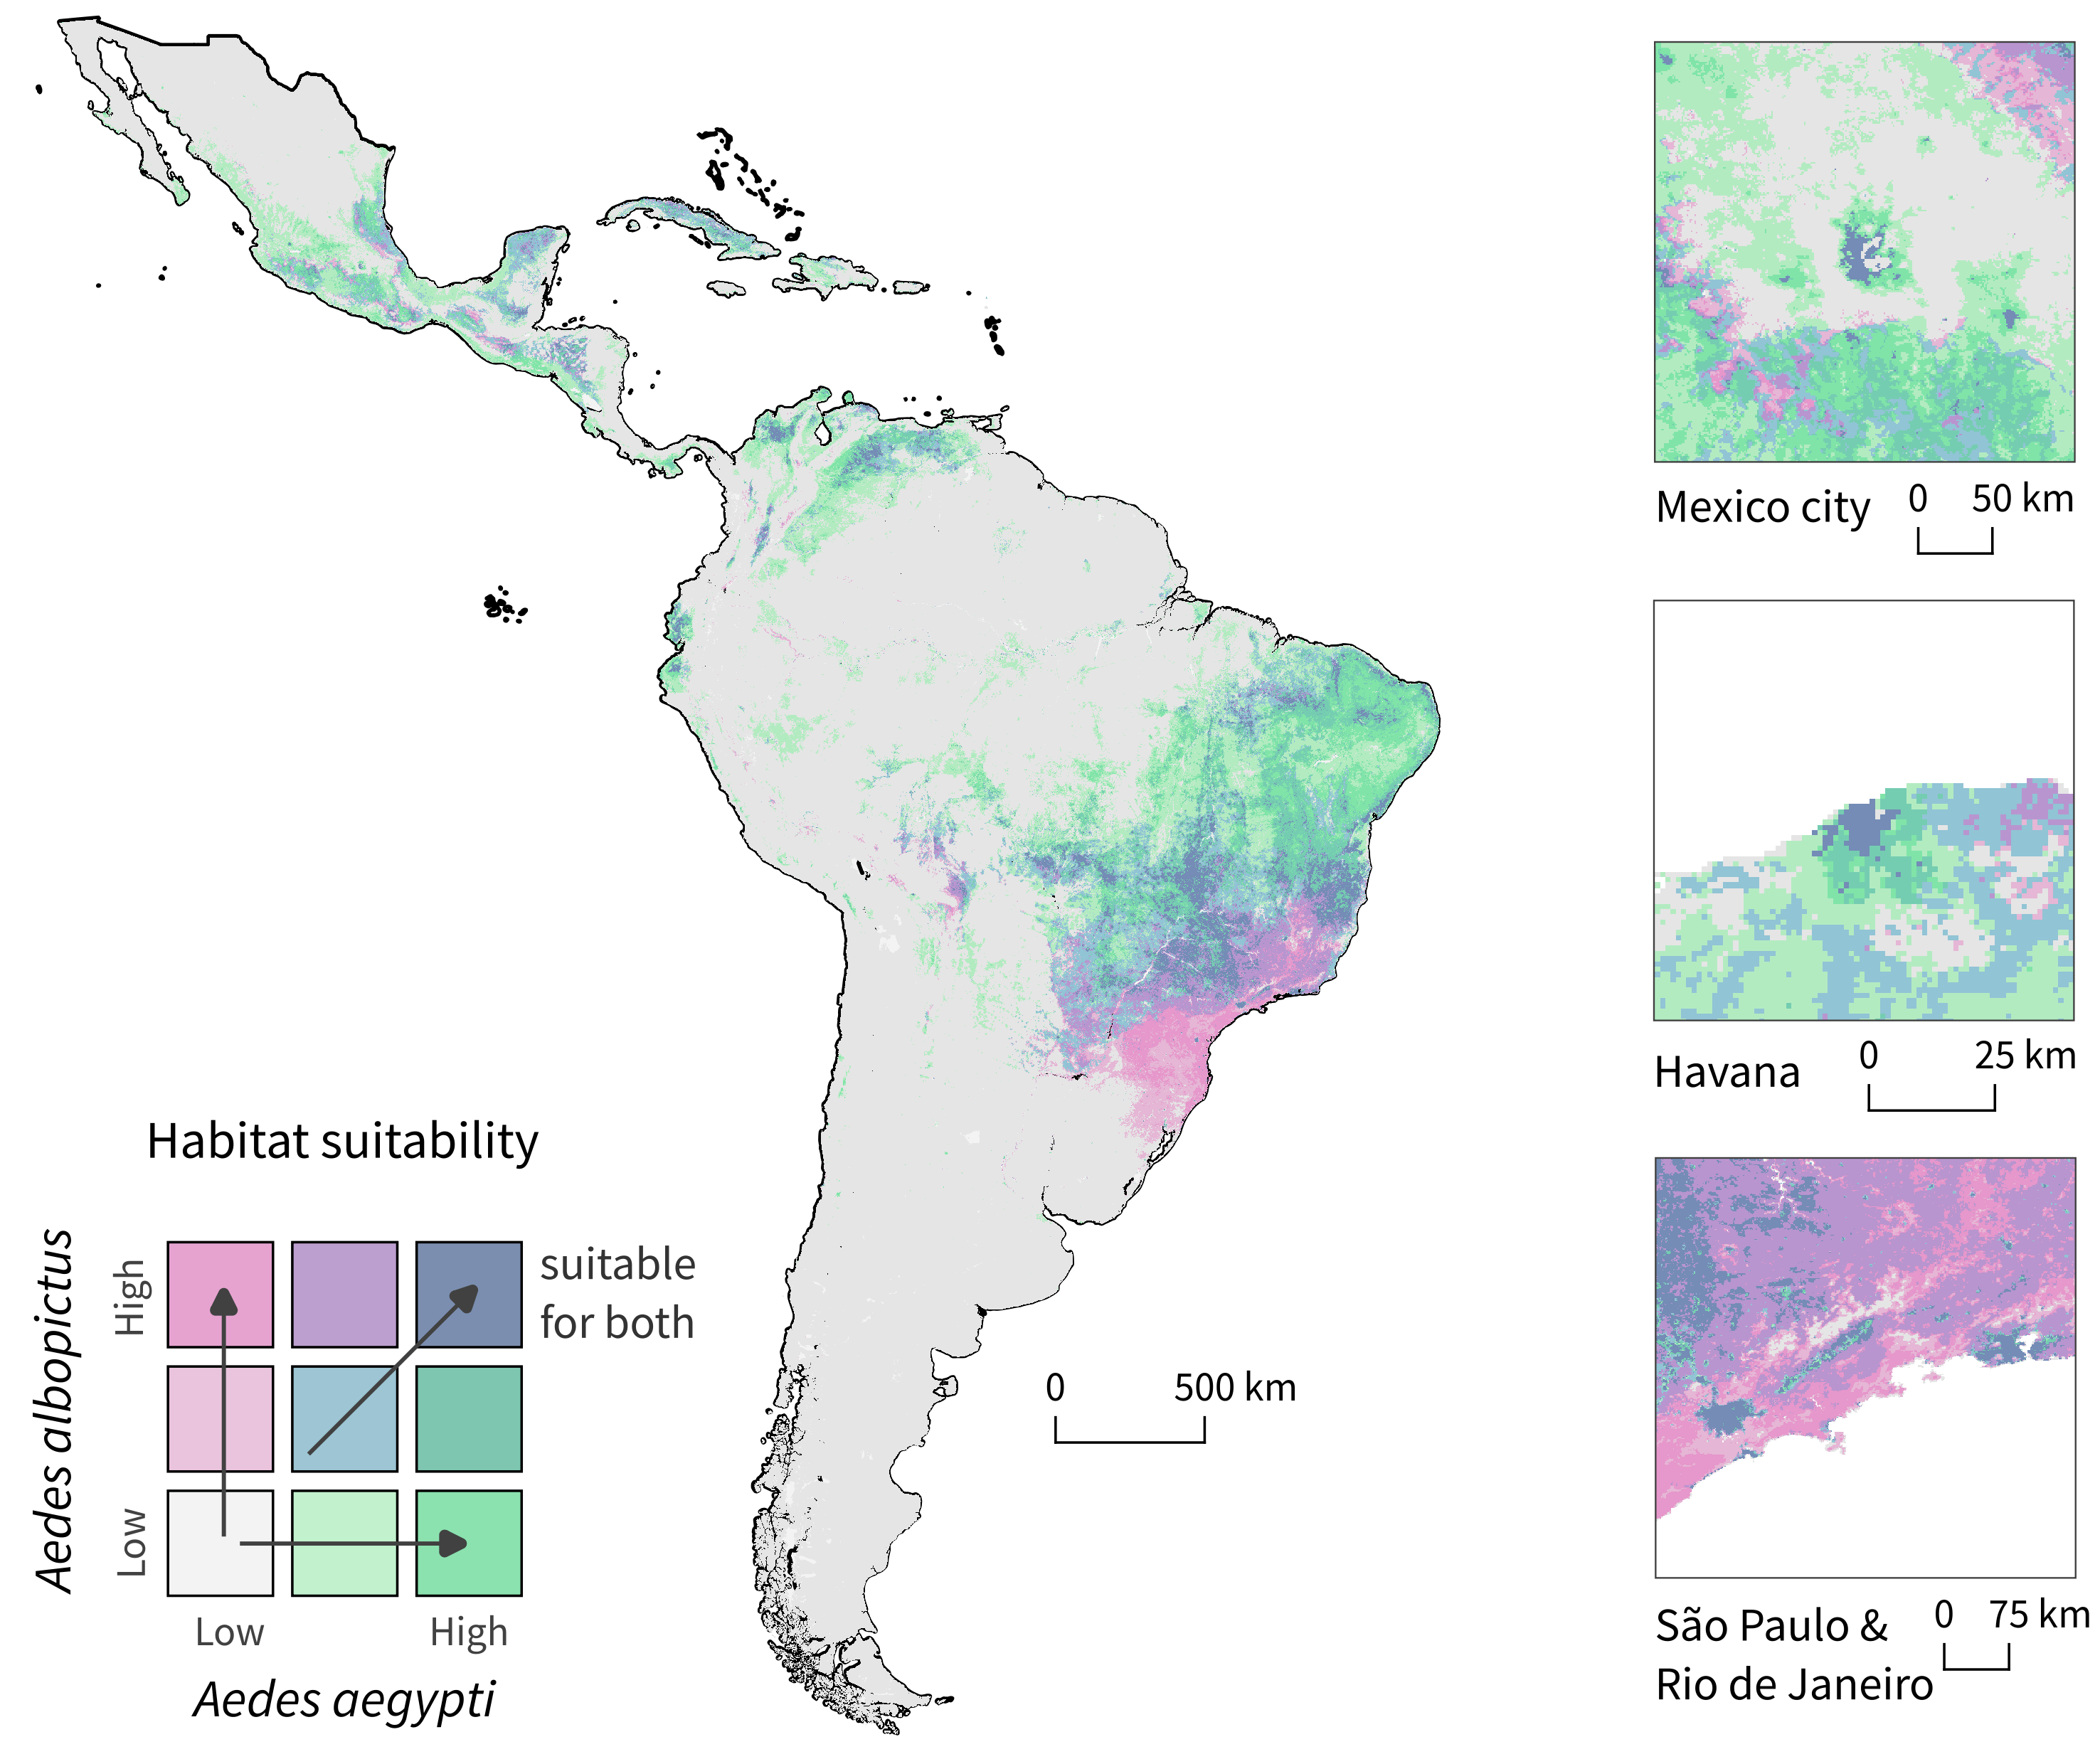 Mexico city
0 50 km
Havana
0 25 km
Habitat suitability
Aedes albopictus
High
Low
suitable
for both
Low High
Aedes aegypti
0 500 km
São Paulo &
Rio de Janeiro
0 75 km